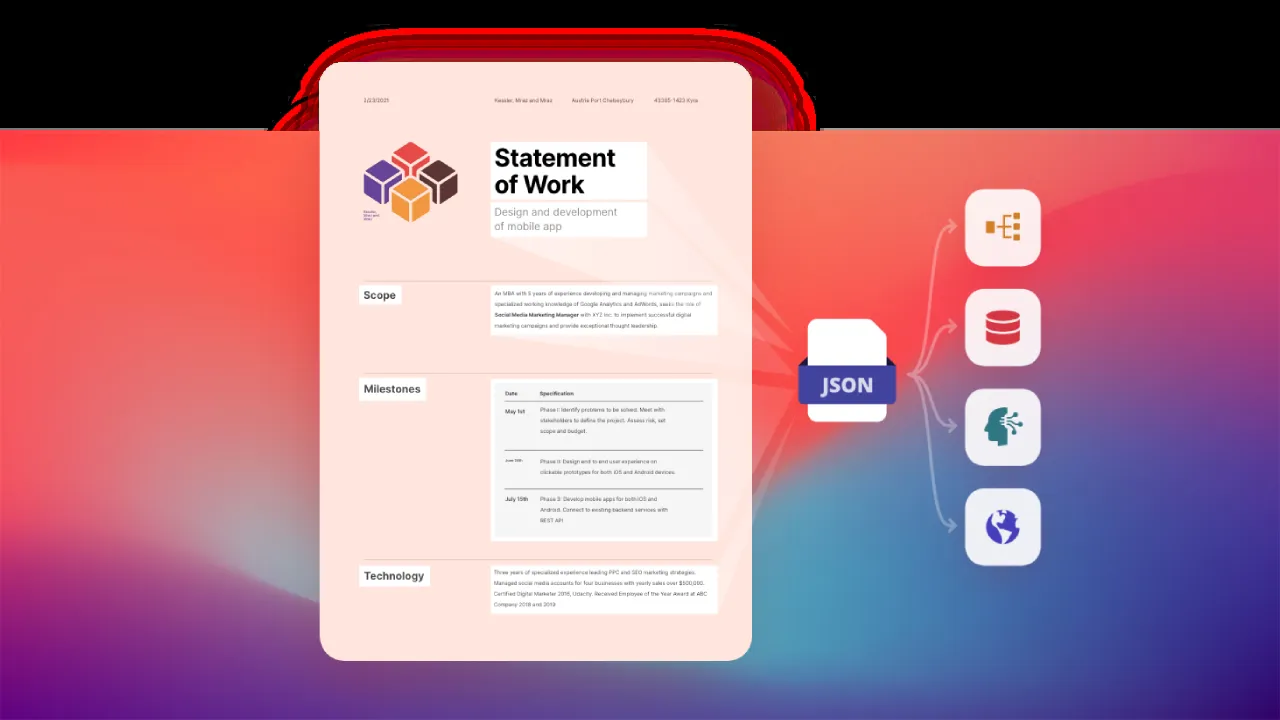 2/23/2021
Kessler, Mraz and Mraz
Austite Port Chelseybury
43285-1423 Kyra
Kessler,
Mraz and
Mraz
Statement
of Work
Design and development
of mobile app
Scope
An MBA with 5 years of experience developing and managing marketing campaigns and
specialized working knowledge of Google Analytics and AdWords, seeks the role of
Social Media Marketing Manager with XYZ Inc. to implement successful digital
marketing campaigns and provide exceptional thought leadership.
Milestones
Date Specification
May 1st Phase I: Identify problems to be solved. Meet with
stakeholders to define the project. Assess risk, set
scope and budget.
June 15th Phase II: Design end to end user experience on
clickable prototypes for both iOS and Android devices.
July 15th Phase 3: Develop mobile apps for both iOS and
Android. Connect to existing backend services with
REST API
Technology
Three years of specialized experience leading PPC and SEO marketing strategies.
Managed social media accounts for four businesses with yearly sales over $500,000.
Certified Digital Marketer 2016, Udacity. Received Employee of the Year Award at ABC
Company 2018 and 2019
JSON